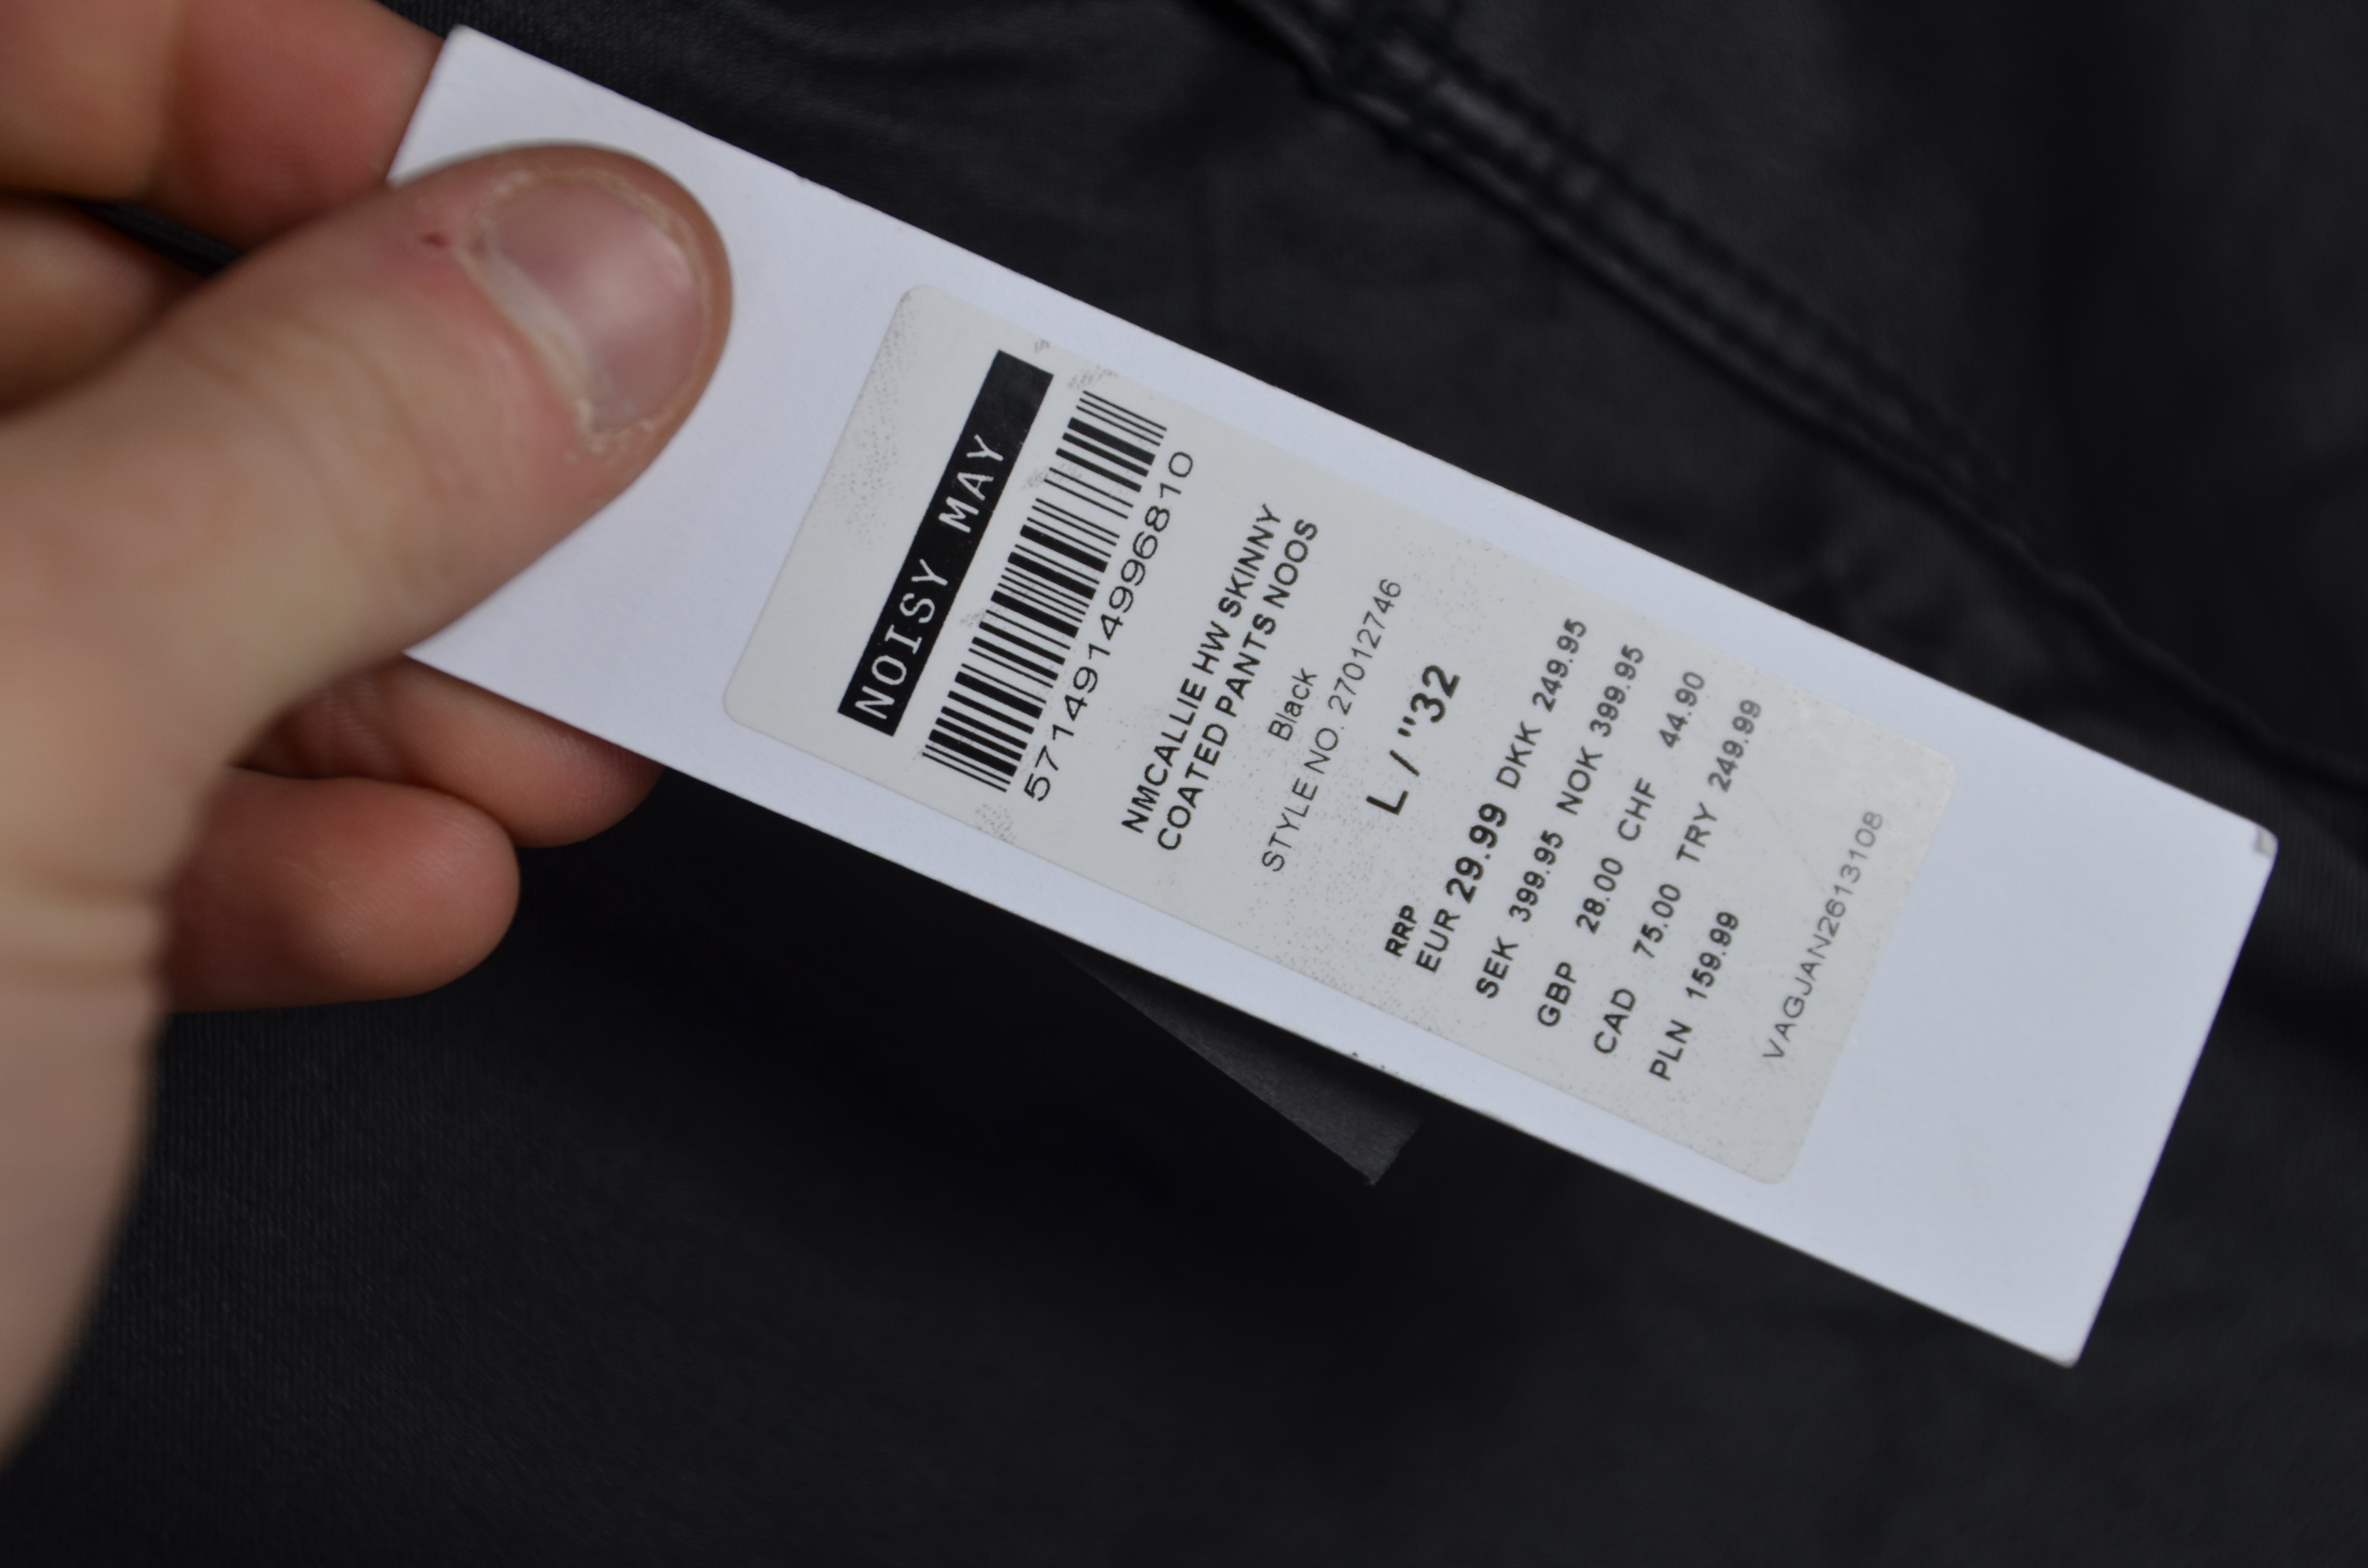 NOISY MAY
5714914996810
NMCALLIE HW SKINNY
COATED PANTS NOOS
Black
STYLE NO. 27012746
L / "32
RRP
EUR 29.99 DKK 249.95
SEK 399.95 NOK 399.95
GBP 28.00 CHF 44.90
CAD 75.00 TRY 249.99
PLN 159.99
VAGJAN2613108